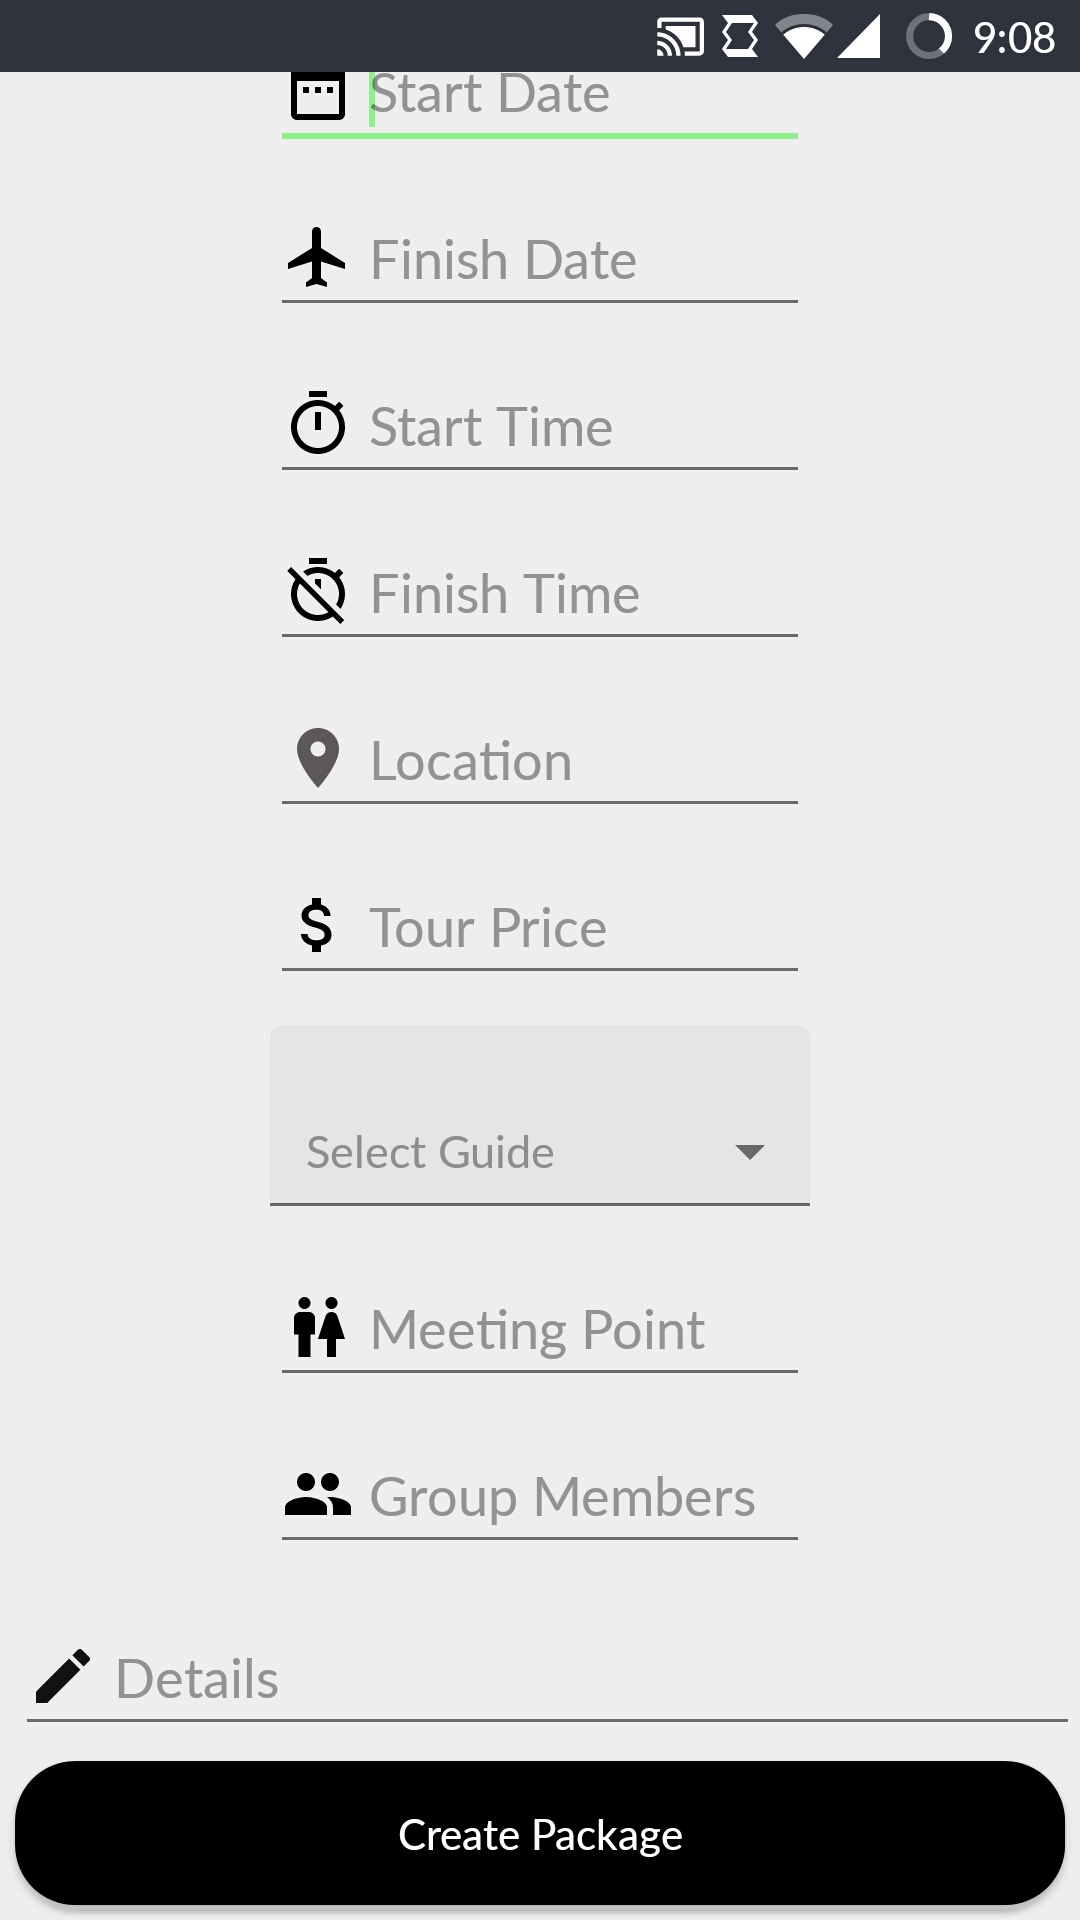 9:08
Start Date
Finish Date
Start Time
Finish Time
Location
Tour Price
Select Guide
Meeting Point
Group Members
Details
Create Package